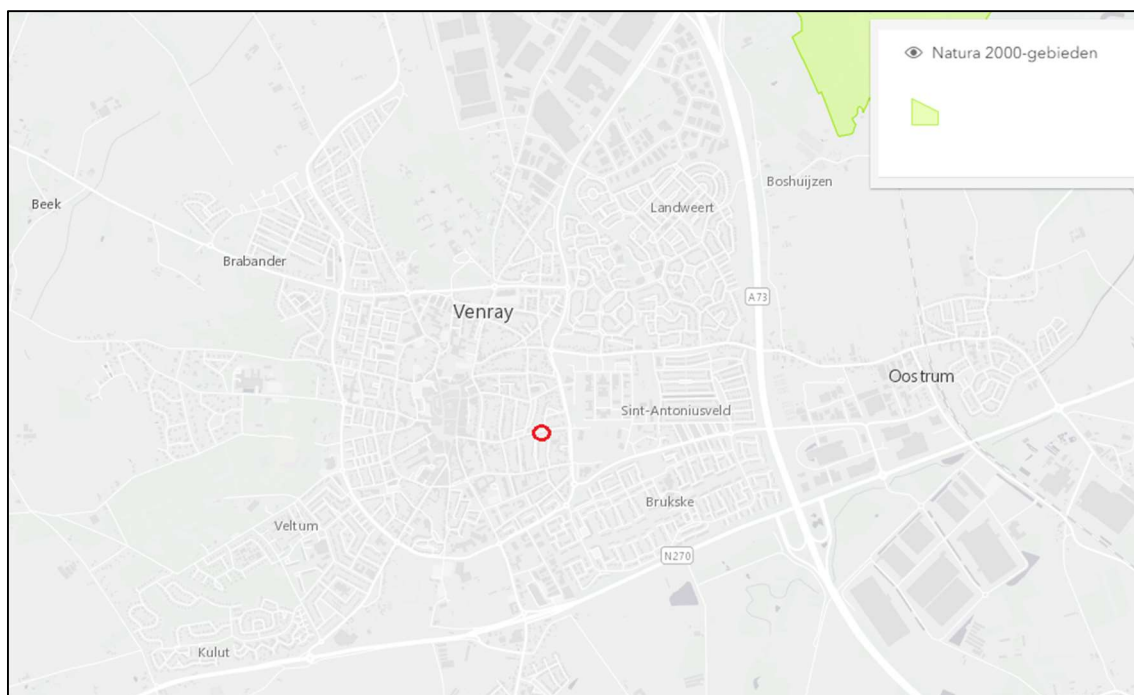 Natura 2000-gebieden
Boshuijzen
Beek
Landweert
Brabander
A73
Venray
Oostrum
Sint-Antoniusveld
Brukske
Veltum
N270
Kulut